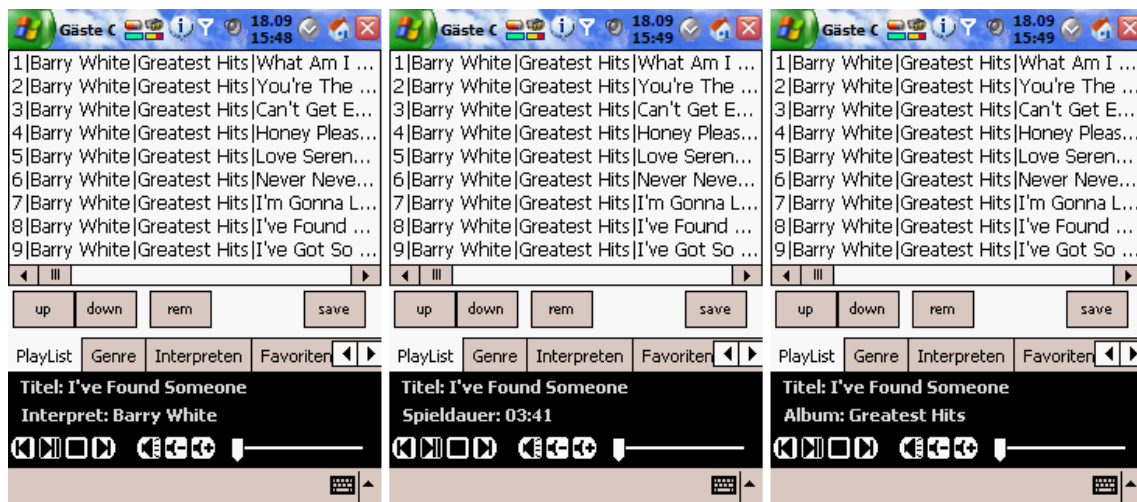 Gäste C 18.09 15:48
1|Barry White|Greatest Hits|What Am I ...
2|Barry White|Greatest Hits|You're The ...
3|Barry White|Greatest Hits|Can't Get E...
4|Barry White|Greatest Hits|Honey Pleas...
5|Barry White|Greatest Hits|Love Seren...
6|Barry White|Greatest Hits|Never Neve...
7|Barry White|Greatest Hits|I'm Gonna L...
8|Barry White|Greatest Hits|I've Found ...
9|Barry White|Greatest Hits|I've Got So ...
up down rem save
PlayList Genre Interpreten Favoriten
Titel: I've Found Someone
Interpret: Barry White
Gäste C 18.09 15:49
1|Barry White|Greatest Hits|What Am I ...
2|Barry White|Greatest Hits|You're The ...
3|Barry White|Greatest Hits|Can't Get E...
4|Barry White|Greatest Hits|Honey Pleas...
5|Barry White|Greatest Hits|Love Seren...
6|Barry White|Greatest Hits|Never Neve...
7|Barry White|Greatest Hits|I'm Gonna L...
8|Barry White|Greatest Hits|I've Found ...
9|Barry White|Greatest Hits|I've Got So ...
up down rem save
PlayList Genre Interpreten Favoriten
Titel: I've Found Someone
Spieldauer: 03:41
Gäste C 18.09 15:49
1|Barry White|Greatest Hits|What Am I ...
2|Barry White|Greatest Hits|You're The ...
3|Barry White|Greatest Hits|Can't Get E...
4|Barry White|Greatest Hits|Honey Pleas...
5|Barry White|Greatest Hits|Love Seren...
6|Barry White|Greatest Hits|Never Neve...
7|Barry White|Greatest Hits|I'm Gonna L...
8|Barry White|Greatest Hits|I've Found ...
9|Barry White|Greatest Hits|I've Got So ...
up down rem save
PlayList Genre Interpreten Favoriten
Titel: I've Found Someone
Album: Greatest Hits